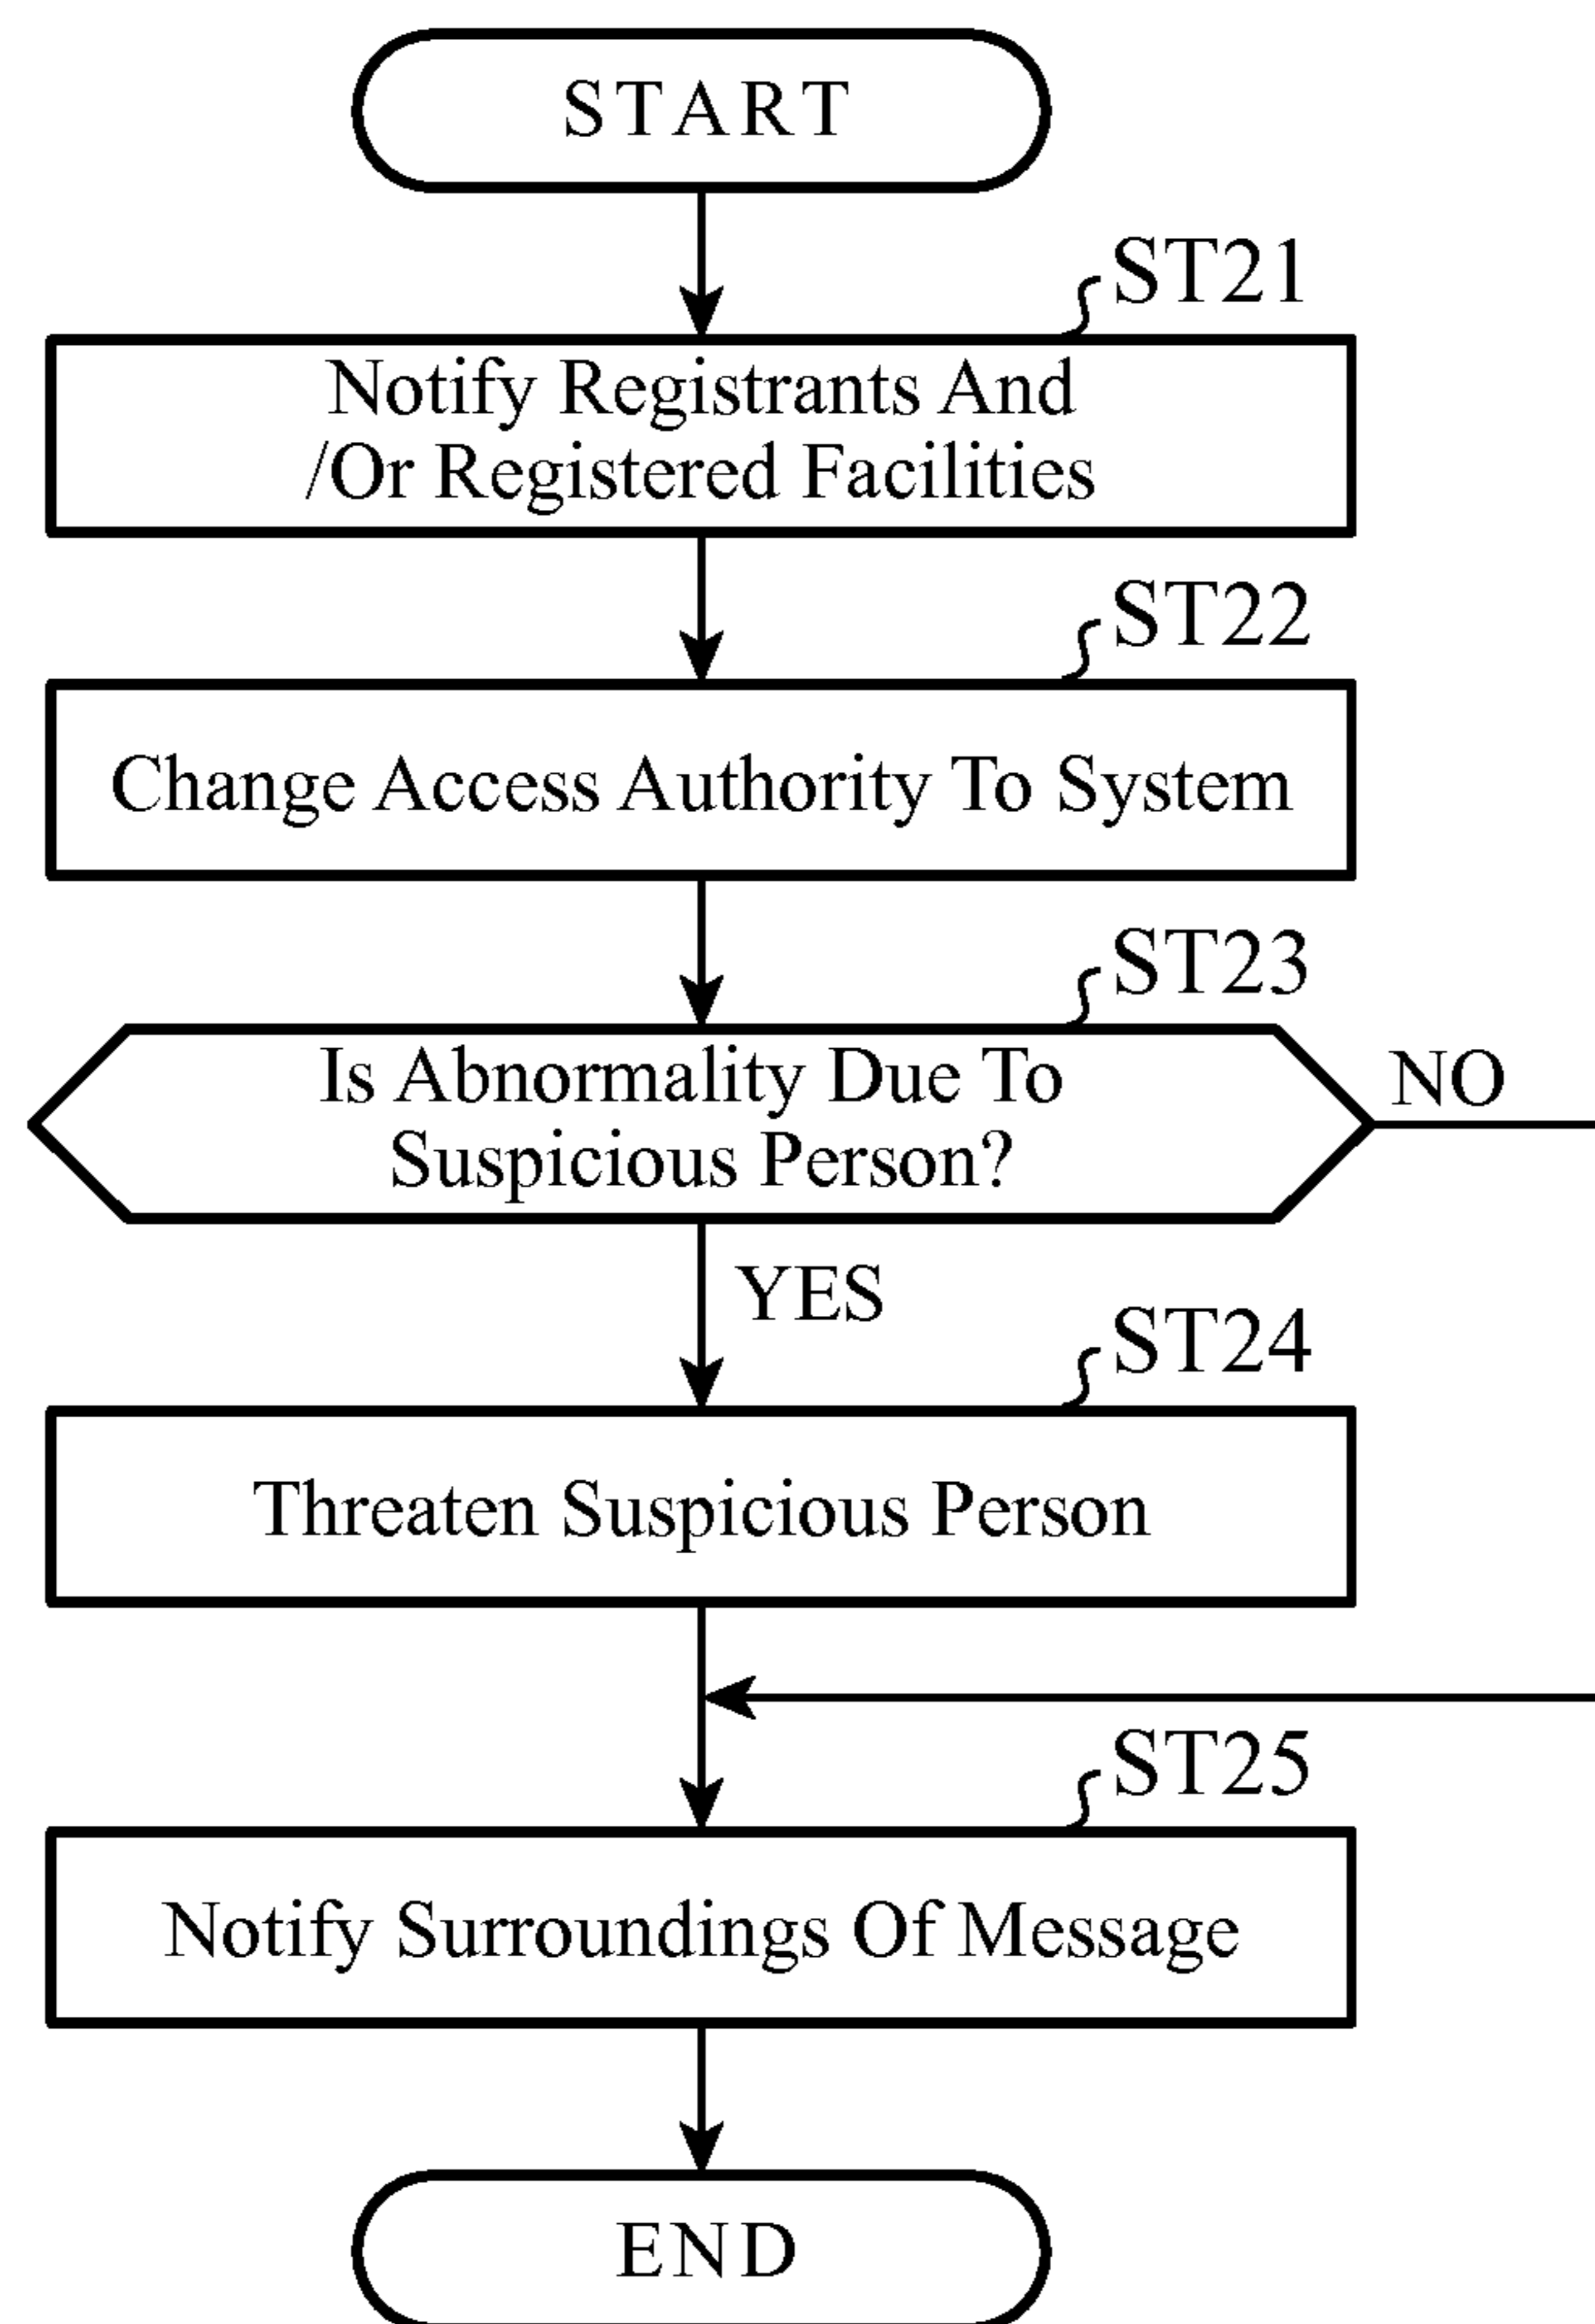 START
ST21
Notify Registrants And
/Or Registered Facilities
ST22
Change Access Authority To System
ST23
Is Abnormality Due To
Suspicious Person?
NO
YES
ST24
Threaten Suspicious Person
ST25
Notify Surroundings Of Message
END